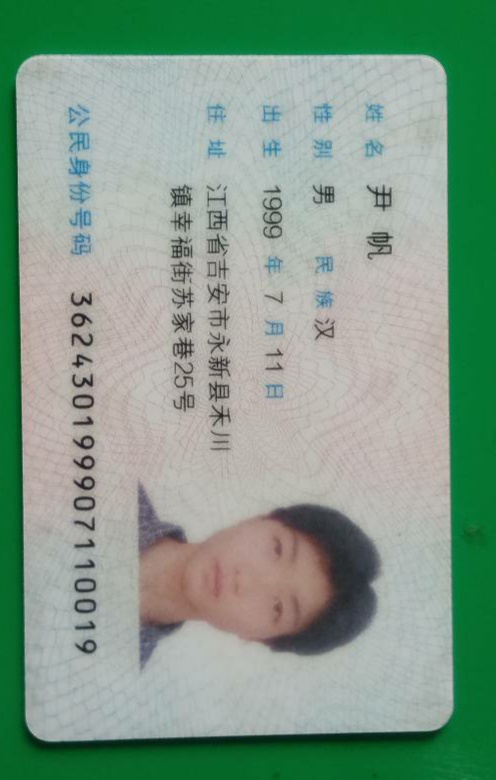 姓名 尹帆
性别 男 民族 汉
出生 1999 年 7 月 11 日
住址 江西省吉安市永新县禾川
镇幸福街苏家巷25号
公民身份号码 362430199907110019